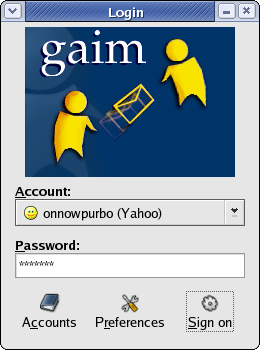 Login
gaim
Account:
onnowpurbo (Yahoo)
Password:
*******
Accounts Preferences Sign on